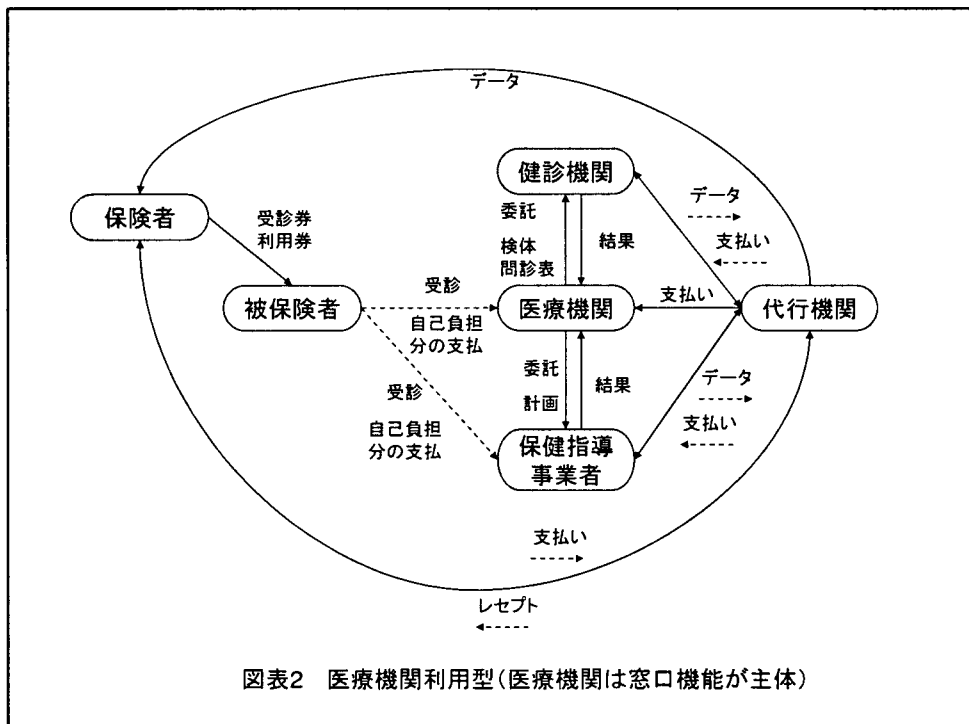 データ
健診機関
保険者
受診券
利用券
委託
検体
問診表
結果
データ
支払い
被保険者
受診
自己負担
分の支払
医療機関
支払い
代行機関
受診
自己負担
分の支払
委託
計画
結果
データ
支払い
保健指導
事業者
支払い
レセプト
図表2 医療機関利用型(医療機関は窓口機能が主体)